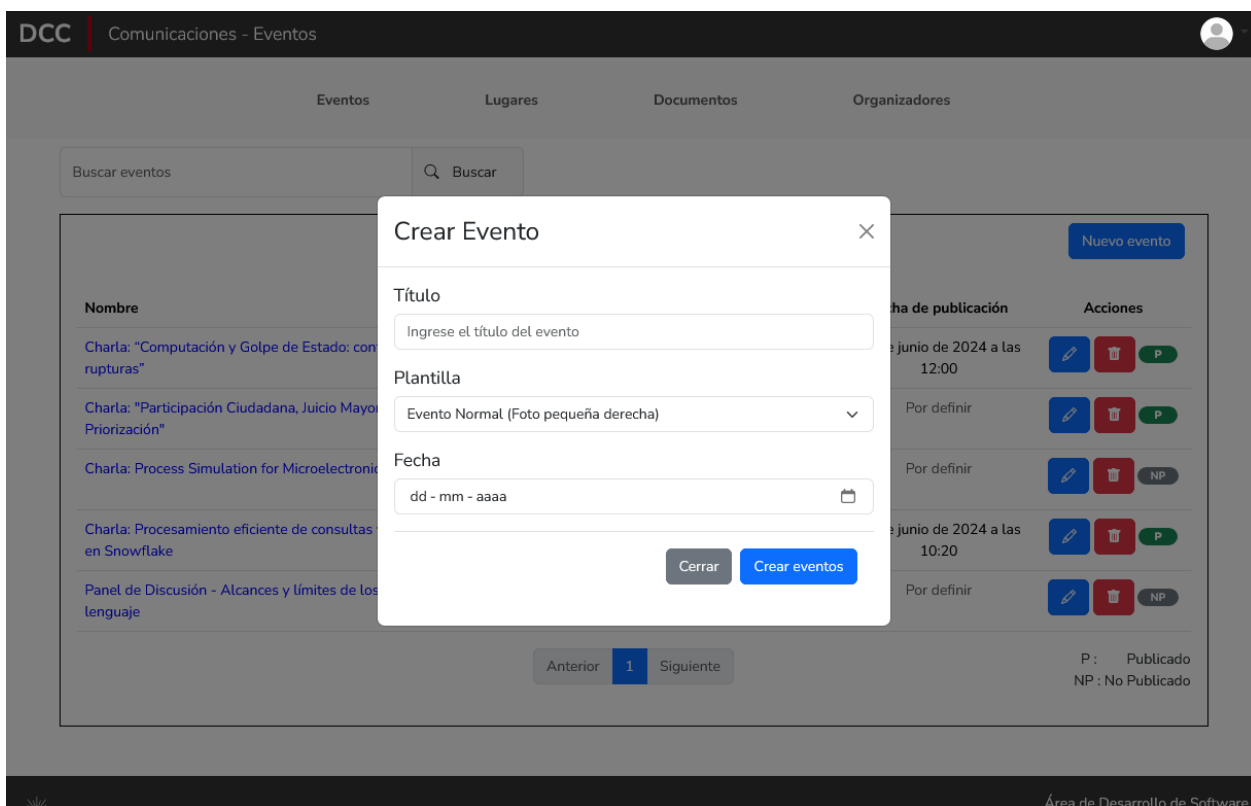 DCC Comunicaciones - Eventos
Eventos Lugares Documentos Organizadores
Buscar eventos Buscar
Crear Evento
Nuevo evento
Título
Nombre
de publicación Acciones
Ingrese el título del evento
Charla: “Computación y Golpe de Estado:
rupturas”
junio de 2024 a las
12:00
P
Plantilla
Charla: "Participación Ciudadana, Juicio
Priorización"
Evento Normal (Foto pequeña derecha)
Por definir
P
Fecha
Charla: Process Simulation for
Por definir
NP
dd - mm - aaaa
Charla: Procesamiento eficiente de consultas
en Snowflake
junio de 2024 a las
10:20
P
Cerrar Crear eventos
Panel de Discusión - Alcances y límites de los
lenguaje
Por definir
NP
Anterior 1 Siguiente
P : Publicado
NP : No Publicado
Área de Desarrollo de Software